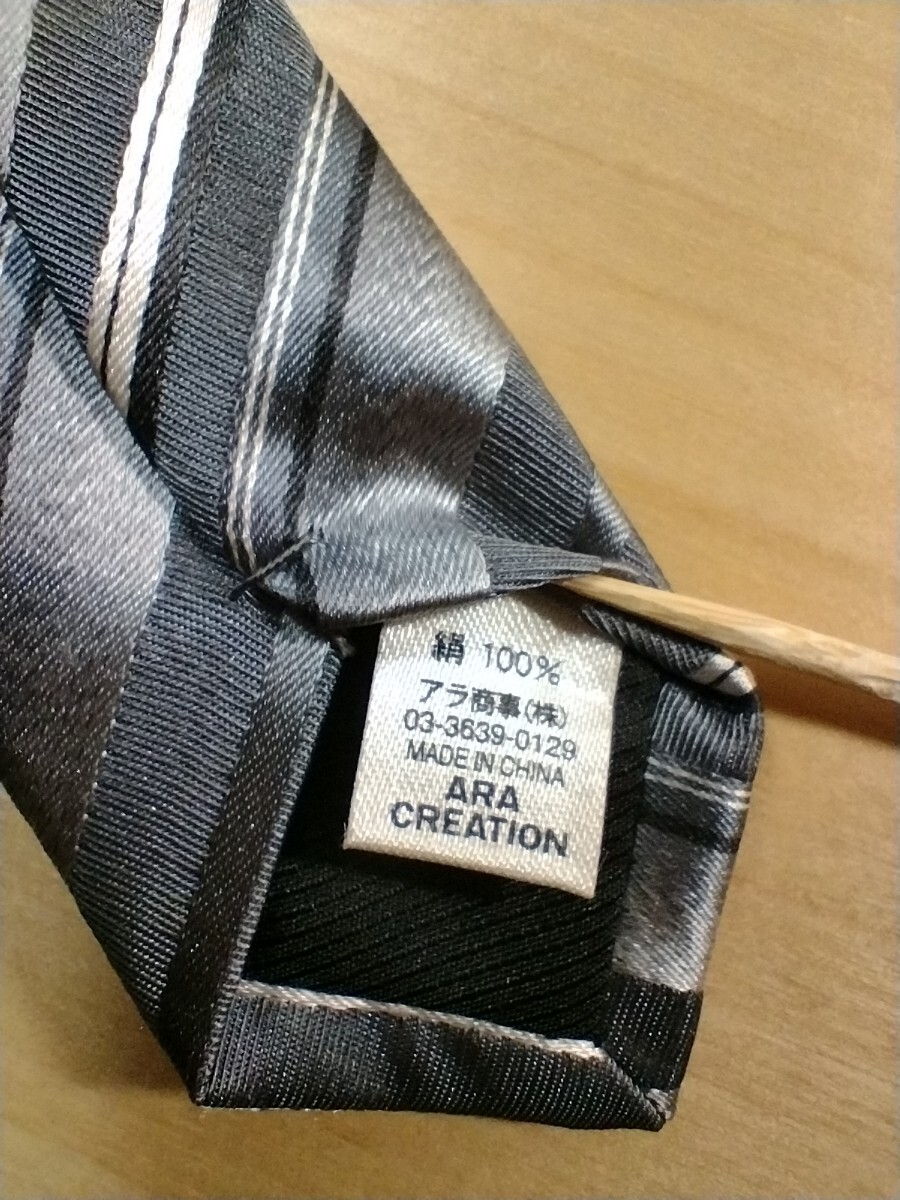 絹 100%
アラ商事(株)
03-3639-0129
MADE IN CHINA
ARA
CREATION